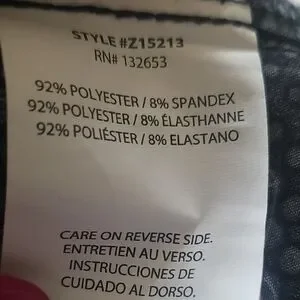 STYLE #Z15213
RN# 132653
92% POLYESTER / 8% SPANDEX
92% POLYESTER / 8% ÉLASTHANNE
92% POLIÉSTER / 8% ELASTANO
CARE ON REVERSE SIDE.
ENTRETIEN AU VERSO.
INSTRUCCIONES DE
CUIDADO AL DORSO.